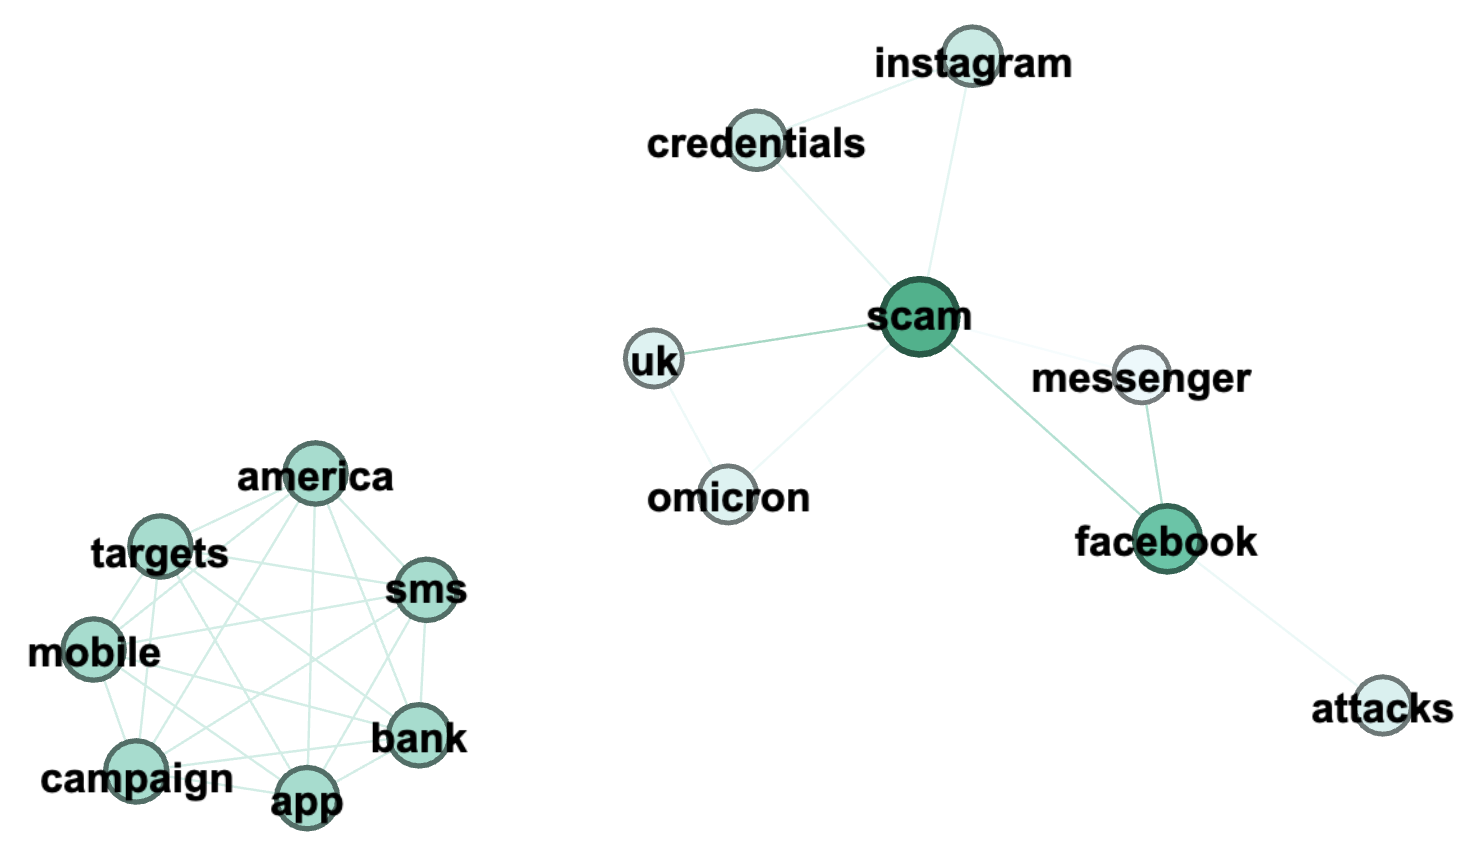 instagram
credentials
scam
uk
messenger
omicron
facebook
attacks
america
targets
sms
mobile
bank
campaign
app